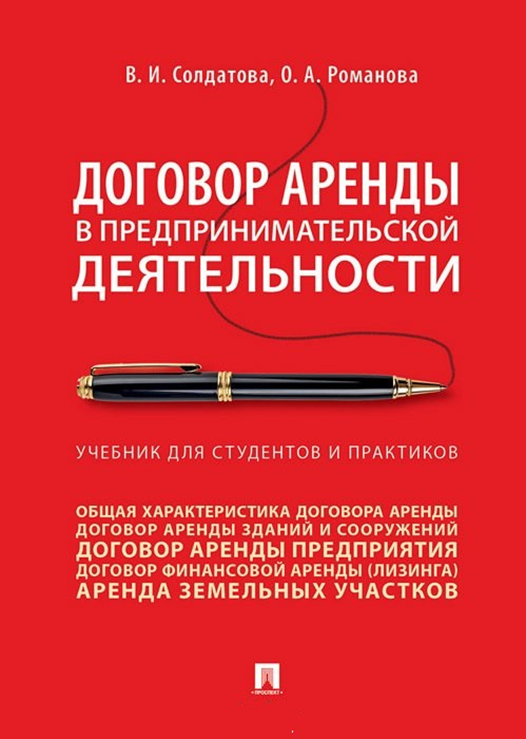 В. И. Солдатова, О. А. Романова
ДОГОВОР АРЕНДЫ
В ПРЕДПРИНИМАТЕЛЬСКОЙ
ДЕЯТЕЛЬНОСТИ
УЧЕБНИК ДЛЯ СТУДЕНТОВ И ПРАКТИКОВ
ОБЩАЯ ХАРАКТЕРИСТИКА ДОГОВОРА АРЕНДЫ
ДОГОВОР АРЕНДЫ ЗДАНИЙ И СООРУЖЕНИЙ
ДОГОВОР АРЕНДЫ ПРЕДПРИЯТИЯ
ДОГОВОР ФИНАНСОВОЙ АРЕНДЫ (ЛИЗИНГА)
АРЕНДА ЗЕМЕЛЬНЫХ УЧАСТКОВ
П
ПРОСПЕКТ